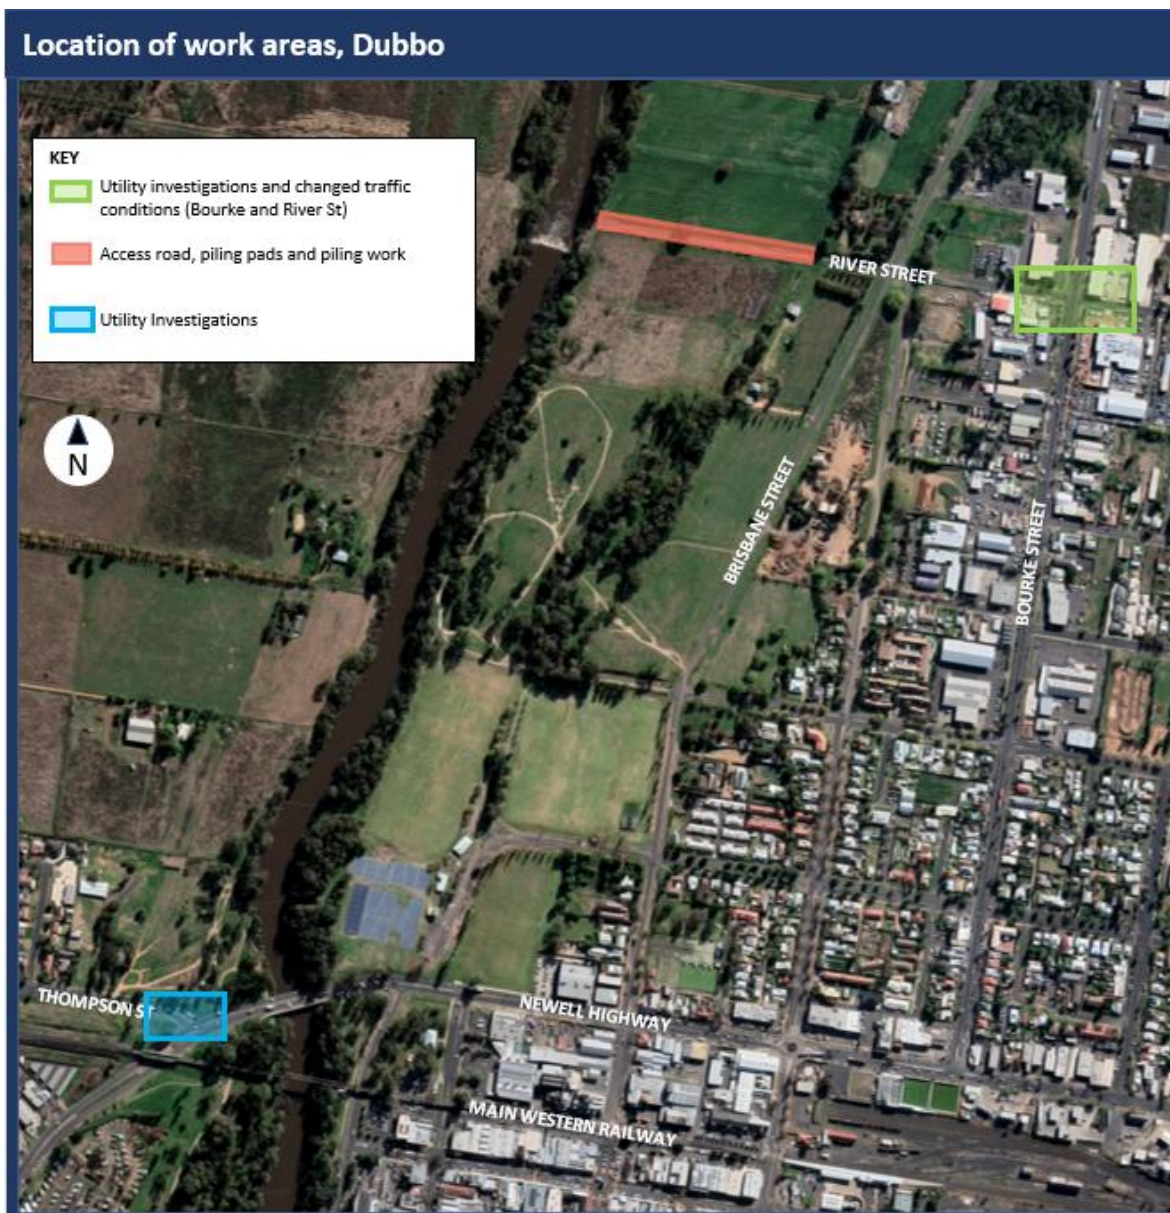 Location of work areas, Dubbo
KEY
Utility investigations and changed traffic
conditions (Bourke and River St)
Access road, piling pads and piling work
Utility Investigations
N
RIVER STREET
BRISBANE STREET
BOURKE STREET
THOMPSON ST
NEWELL HIGHWAY
MAIN WESTERN RAILWAY